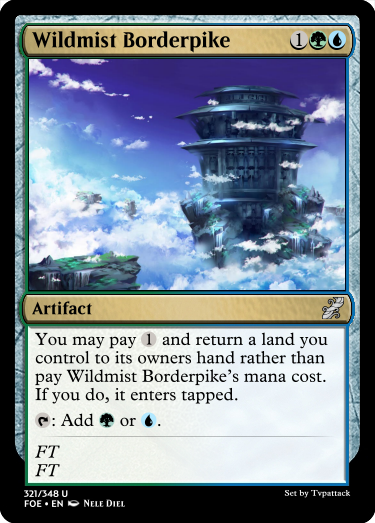 Wildmist Borderpike 1
Artifact
You may pay 1 and return a land you
control to its owners hand rather than
pay Wildmist Borderpike's mana cost.
If you do, it enters tapped.
: Add or .
FT
FT
321/348 U
Set by Tvpattack
FOE • EN Nele Diel